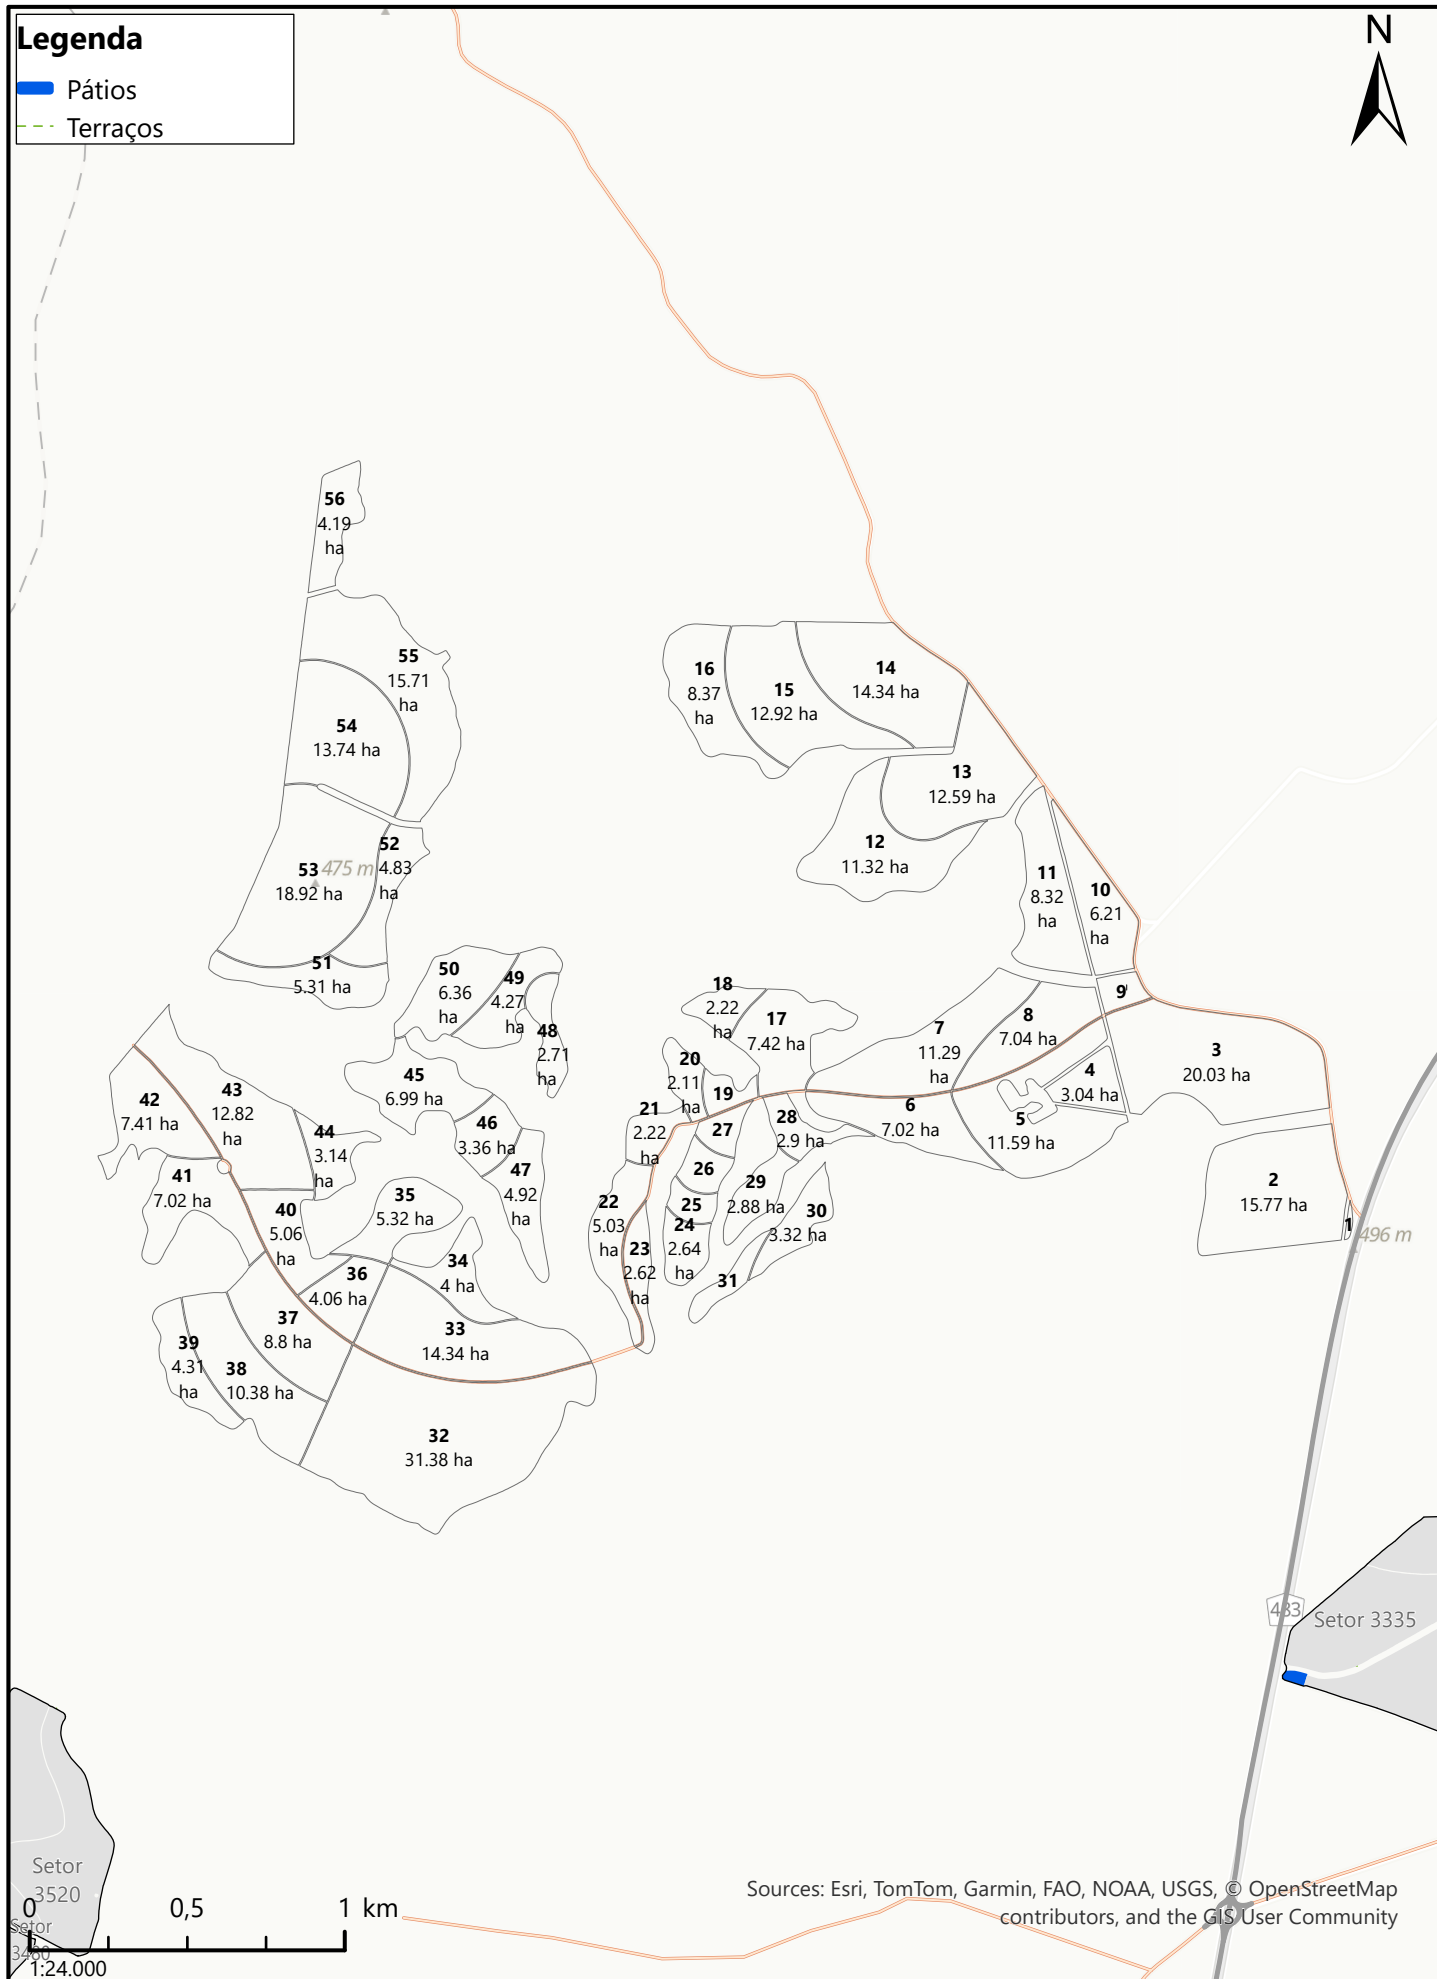 Legenda
Pátios
Terraços
N
56
4.19
ha
55
15.71
ha
54
13.74 ha
16
8.37
ha
15
12.92 ha
14
14.34 ha
13
12.59 ha
12
11.32 ha
52
4.83
ha
53
18.92 ha
475 m
11
8.32
ha
10
6.21
ha
51
5.31 ha
50
6.36
ha
49
4.27
ha
48
2.71
ha
18
2.22
ha
17
7.42 ha
9
8
7.04 ha
7
11.29
ha
3
20.03 ha
4
3.04 ha
5
11.59 ha
6
7.02 ha
20
2.11
ha
19
21
2.22
ha
28
2.9 ha
27
26
25
24
2.64
ha
29
2.88 ha
30
3.32 ha
31
22
5.03
ha
23
2.62
ha
2
15.77 ha
1
496 m
45
6.99 ha
46
3.36 ha
47
4.92
ha
42
7.41 ha
43
12.82
ha
44
3.14
ha
41
7.02 ha
40
5.06
ha
35
5.32 ha
34
4 ha
36
4.06 ha
37
8.8 ha
33
14.34 ha
39
4.31
ha
38
10.38 ha
32
31.38 ha
483
Setor 3335
Setor
3520
Setor
3480
0 0,5 1 km
1:24.000
Sources: Esri, TomTom, Garmin, FAO, NOAA, USGS, © OpenStreetMap
contributors, and the GIS User Community